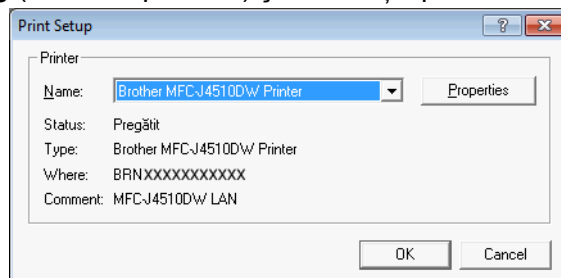 Print Setup
Printer
Name: Brother MFC-J4510DW Printer Properties
Status: Pregătit
Type: Brother MFC-J4510DW Printer
Where: BRNXXXXXXXXXXX
Comment: MFC-J4510DW LAN
OK Cancel